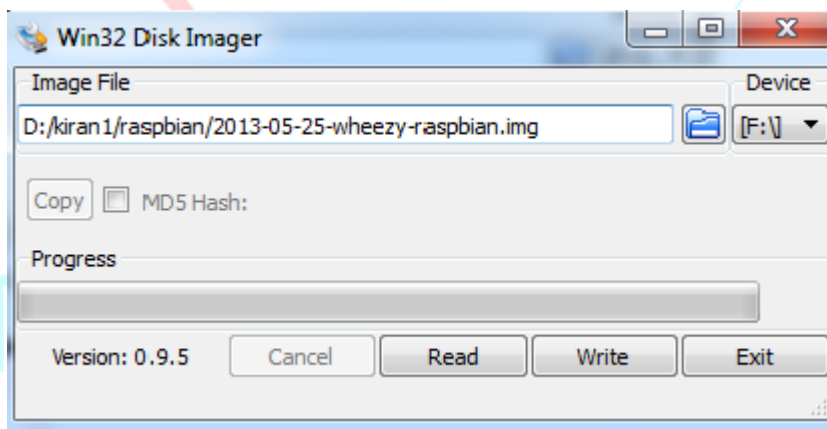 Win32 Disk Imager
Image File
Device
D:/kiran1/raspbian/2013-05-25-wheezy-raspbian.img
[F:\]
Copy
MD5 Hash:
Progress
Version: 0.9.5
Cancel
Read
Write
Exit